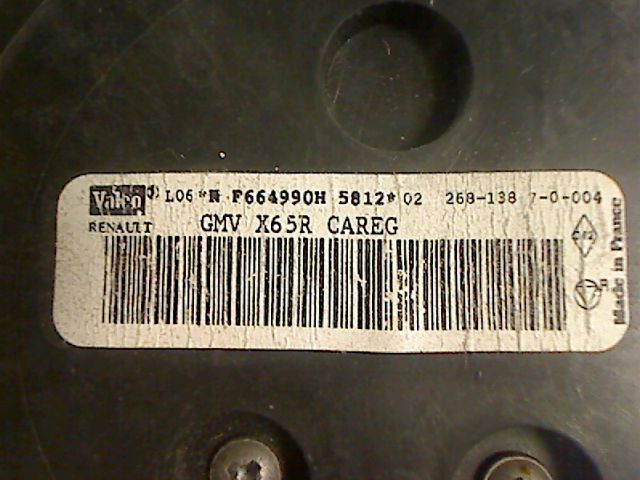 Valeo L06 *N F664990H 5812* 02 268-138 7-0-004
RENAULT GMV X65R CAREG
Made in France